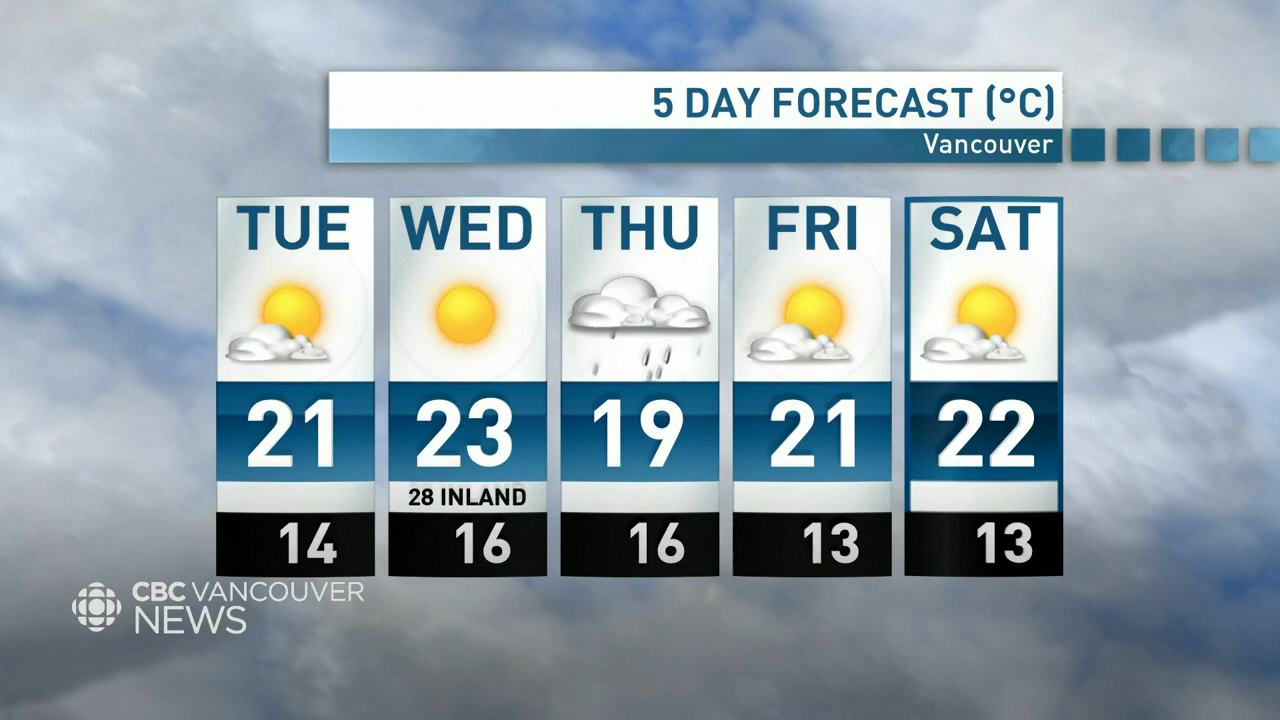 5 DAY FORECAST (°C)
Vancouver
TUE WED THU FRI SAT
21 23 19 21 22
28 INLAND
14 16 16 13 13
CBC VANCOUVER
NEWS